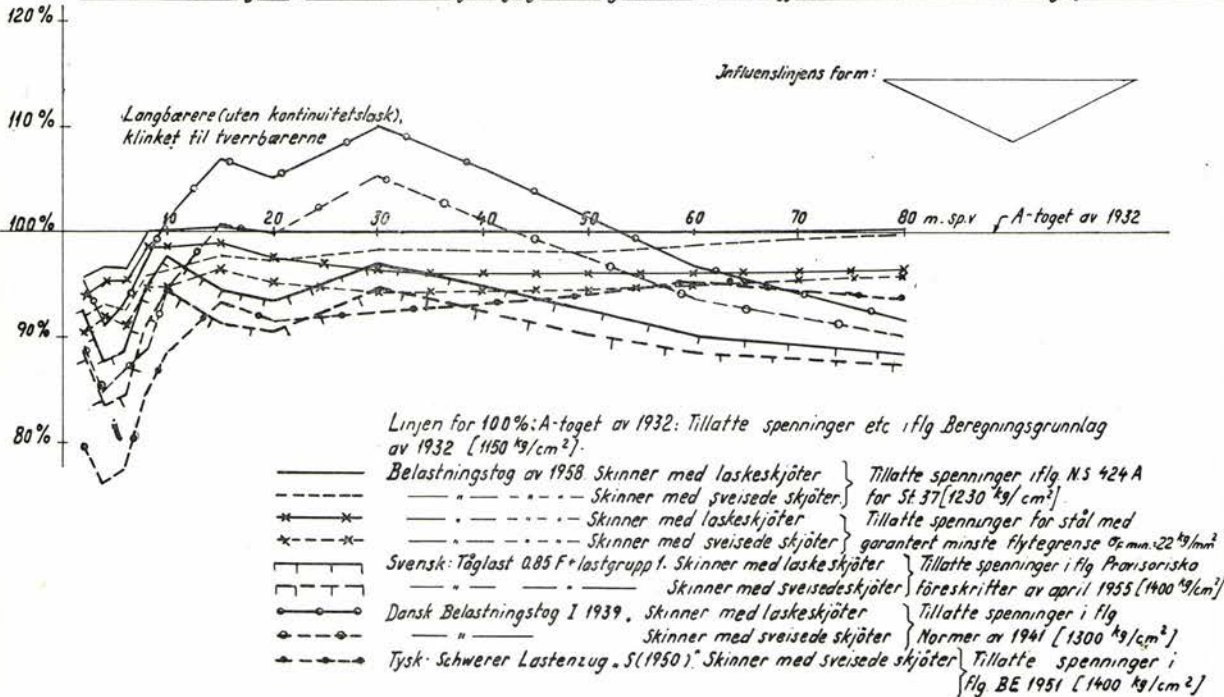 120%
Influenslinjens form:
110%
Langbærere (uten kontinuitetslask),
klinket til tverrbærerne
100%
10 20 30 40 50 60 70 80 m. sp.v A-toget av 1932
90%
80%
Linjen for 100%: A-toget av 1932: Tillatte spenninger etc iflg Beregningsgrunnlag
av 1932 [1150 kg/cm²].
Belastningstog av 1958 Skinner med laskeskjöter
Tillatte spenninger iflg. N.S 424 A
— " — Skinner med sveisede skjöter.
for St 37 [1230 kg/cm²]
— " — Skinner med laskeskjöter
Tillatte spenninger for stål med
— " — Skinner med sveisede skjöter
garantert minste flytegrense σF min.=22 kg/mm²
Svensk: Tåglast 0.85 F + lastgrupp 1. Skinner med laskeskjöter
Tillatte spenninger i flg Provisoriska
— " — Skinner med sveisedeskjöter
föreskrifter av april 1955 [1400 kg/cm²]
Dansk Belastningstog I 1939. Skinner med laskeskjöter
Tillatte spenninger i flg
— " — Skinner med sveisede skjöter
Normer av 1941 [1300 kg/cm²]
Tysk- Schwerer Lastenzug „S(1950)" Skinner med sveisede skjöter
Tillatte spenninger i
flg BE 1951 [1400 kg/cm²]